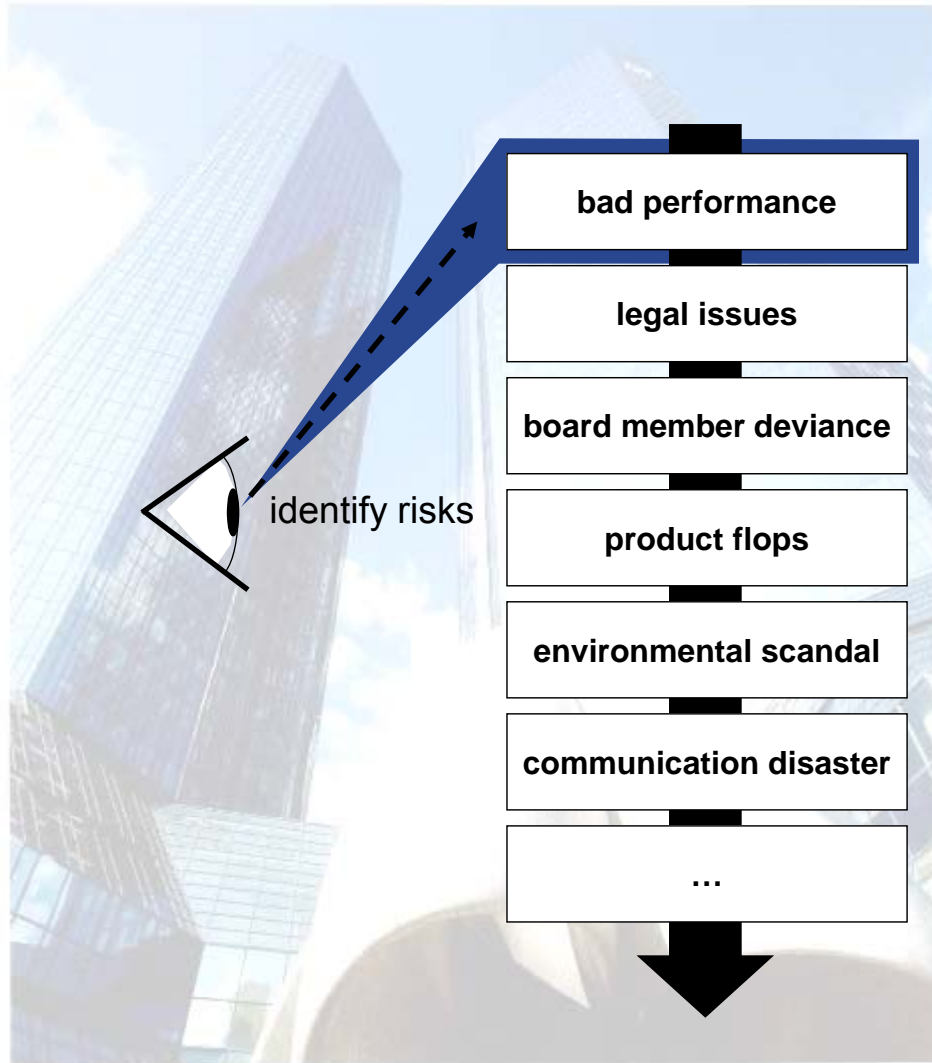 bad performance
legal issues
board member deviance
identify risks
product flops
environmental scandal
communication disaster
...